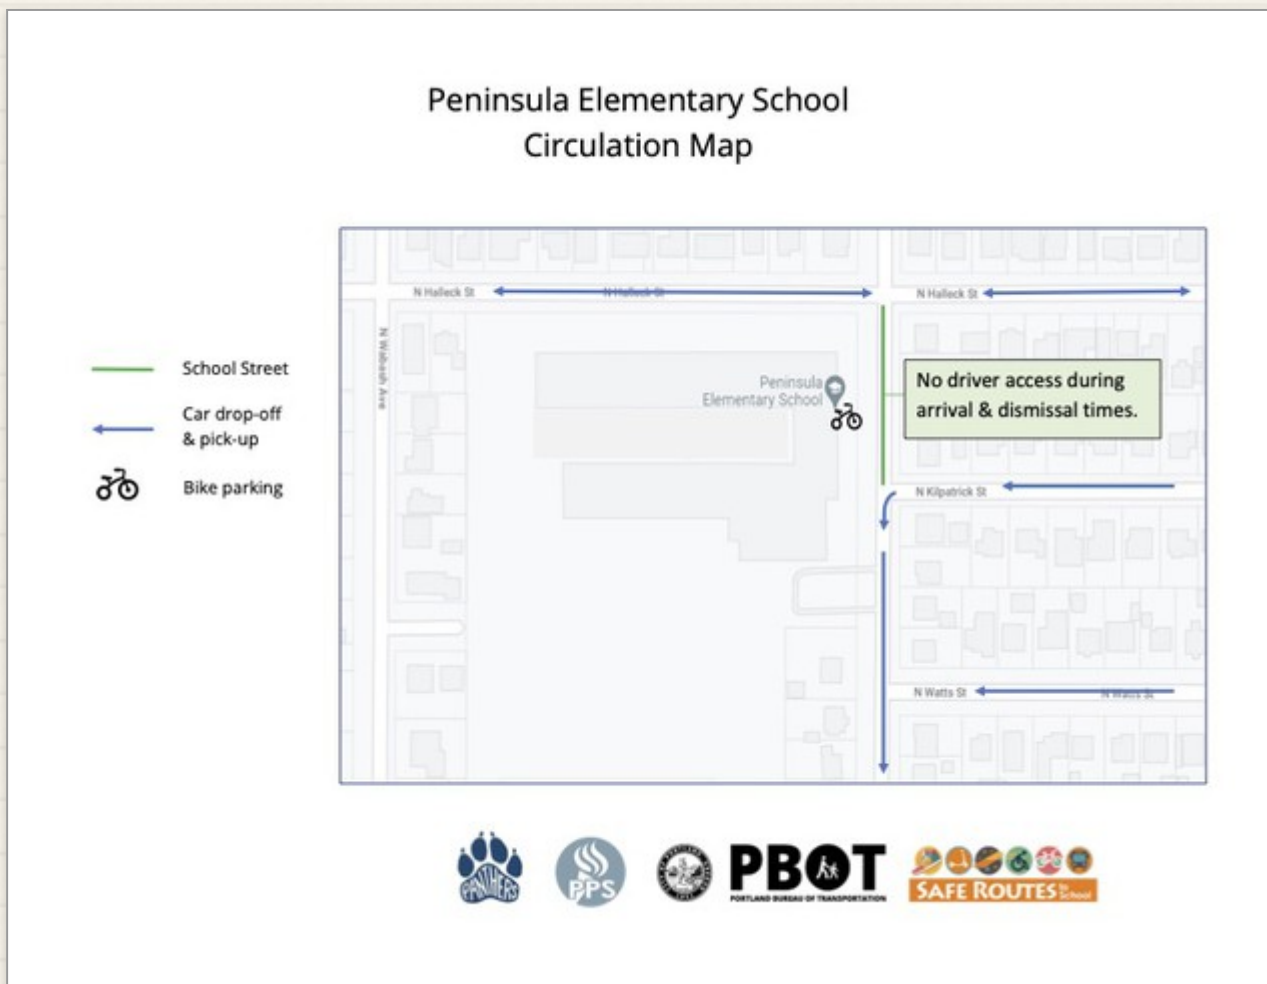 Peninsula Elementary School
Circulation Map
N Halleck St
N Halleck St
N Halleck St
N Wabash Ave
School Street
Car drop-off
& pick-up
Bike parking
Peninsula
Elementary School
No driver access during
arrival & dismissal times.
N Kilpatrick St
N Watts St
N Watts St
PANTHERS
PPS
PBOT
PORTLAND BUREAU OF TRANSPORTATION
SAFE ROUTES to School